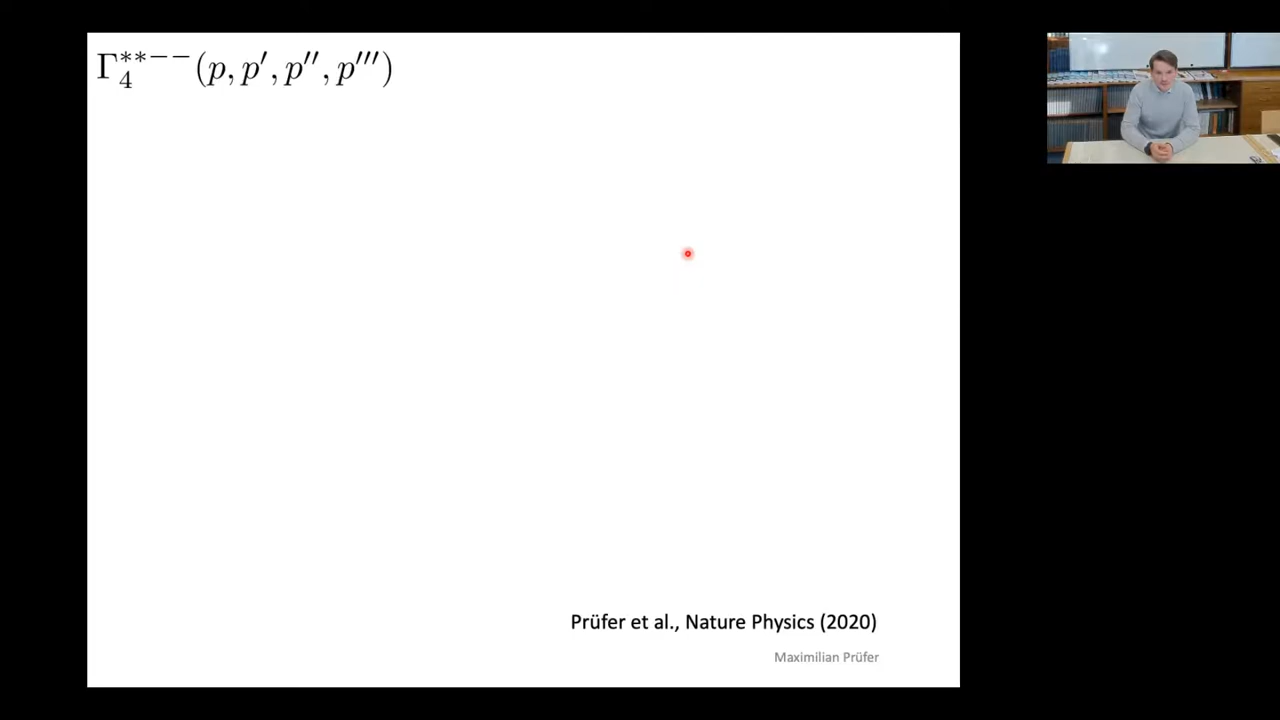 Γ₄**−−(p, p′, p″, p‴)
Prüfer et al., Nature Physics (2020)
Maximilian Prüfer